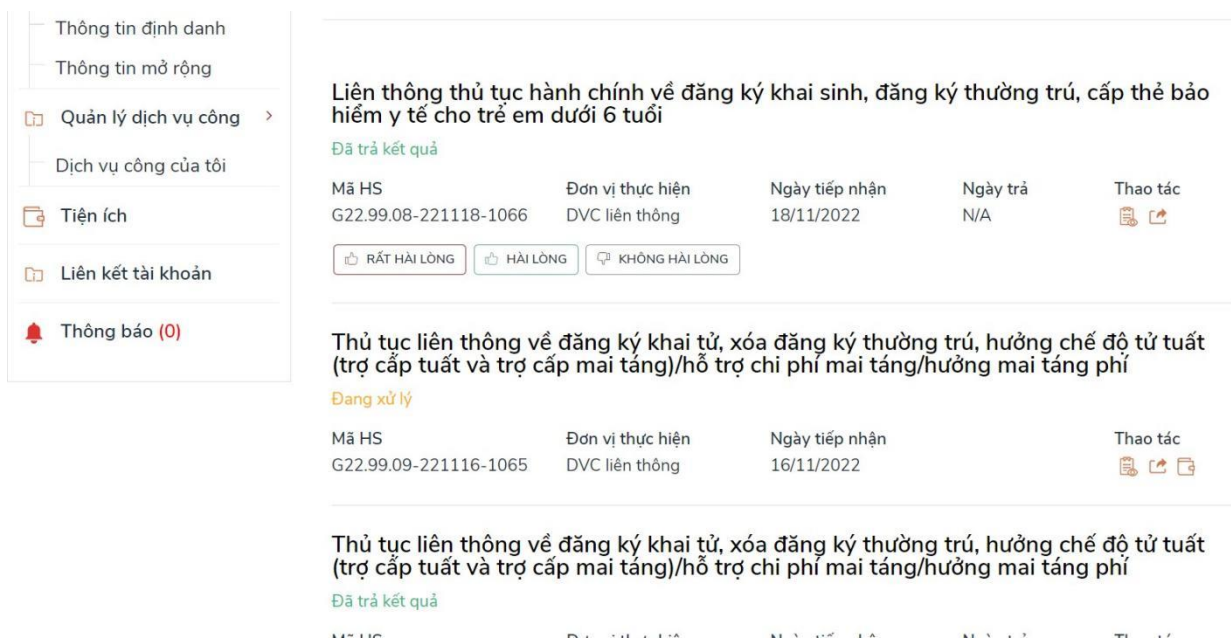 Thông tin định danh
Thông tin mở rộng
Quản lý dịch vụ công
Dịch vụ công của tôi
Tiện ích
Liên kết tài khoản
Thông báo (0)
Liên thông thủ tục hành chính về đăng ký khai sinh, đăng ký thường trú, cấp thẻ bảo
hiểm y tế cho trẻ em dưới 6 tuổi
Đã trả kết quả
Mã HS Đơn vị thực hiện Ngày tiếp nhận Ngày trả Thao tác
G22.99.08-221118-1066 DVC liên thông 18/11/2022 N/A
RẤT HÀI LÒNG HÀI LÒNG KHÔNG HÀI LÒNG
Thủ tục liên thông về đăng ký khai tử, xóa đăng ký thường trú, hưởng chế độ tử tuất
(trợ cấp tuất và trợ cấp mai táng)/hỗ trợ chi phí mai táng/hưởng mai táng phí
Đang xử lý
Mã HS Đơn vị thực hiện Ngày tiếp nhận Thao tác
G22.99.09-221116-1065 DVC liên thông 16/11/2022
Thủ tục liên thông về đăng ký khai tử, xóa đăng ký thường trú, hưởng chế độ tử tuất
(trợ cấp tuất và trợ cấp mai táng)/hỗ trợ chi phí mai táng/hưởng mai táng phí
Đã trả kết quả